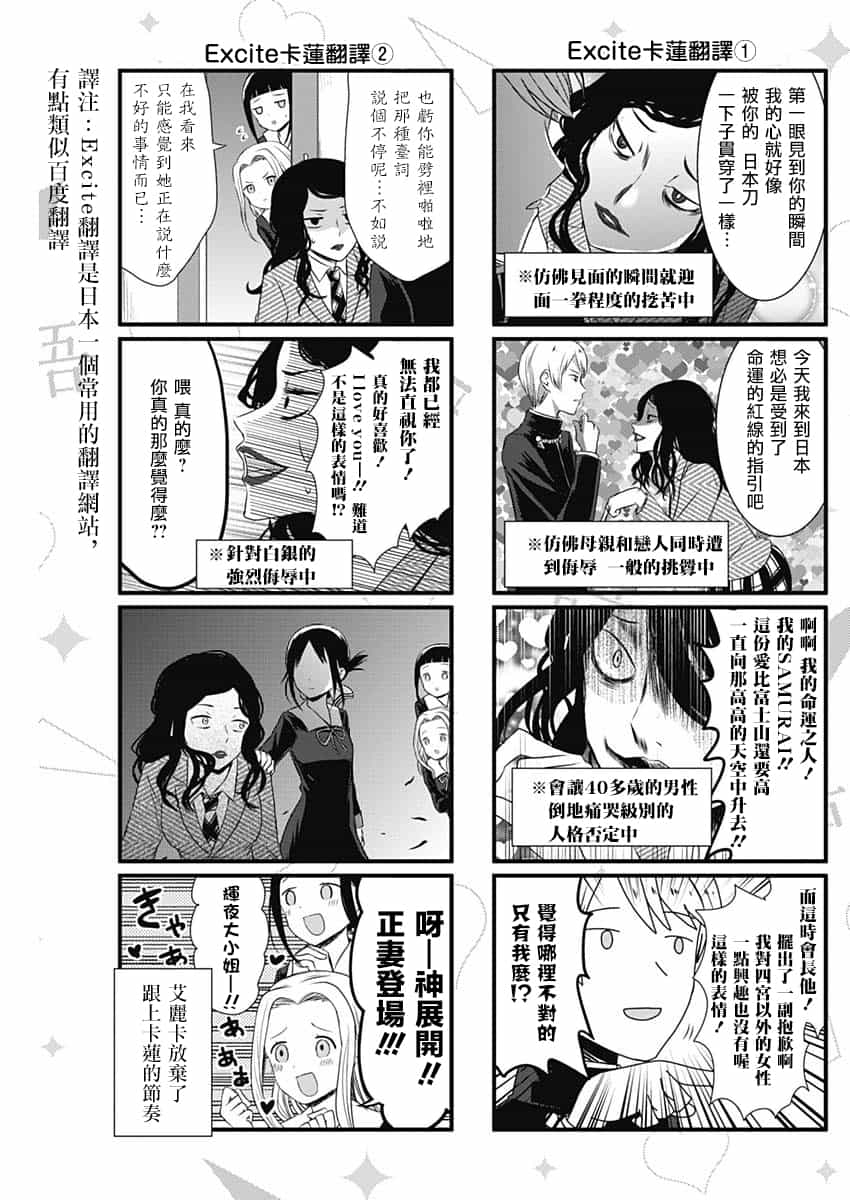 Excite卡蓮翻譯①
第一眼見到你的瞬間
我的心就好像
被你的 日本刀
一下子貫穿了一樣…
※仿佛見面的瞬間就迎
面一拳程度的挖苦中
今天我來到日本
想必是受到了
命運的紅線的指引吧
※仿佛母親和戀人同時遭
到侮辱 一般的挑釁中
啊啊 我的命運之人！
我的SAMURAI!!
這份愛比富士山還要高
一直向那高高的天空中升去!!
※會讓40多歲的男性
倒地痛哭級別的
人格否定中
而這時會長他！
擺出了一副抱歉啊
我對四宮以外的女性
一點興趣也沒有喔
這樣的表情！
覺得哪裡不對的
只有我麼!?
Excite卡蓮翻譯②
也虧你能劈裡啪啦地
把那種臺詞
說個不停呢…不如說
在我看來
只能感覺到她正在說什麼
不好的事情而已…
我都已經
無法直視你了！
真的好喜歡！
I love you—!! 難道
不是這樣的表情嗎!?
喂 真的麼？
你真的那麼覺得麼??
※針對白銀的
強烈侮辱中
呀—神展開!!
正妻登場!!!
輝夜大小姐—!!
きゃあ
ああぁ
艾麗卡放棄了
跟上卡蓮的節奏
譯注：Excite翻譯是日本一個常用的翻譯網站，
有點類似百度翻譯